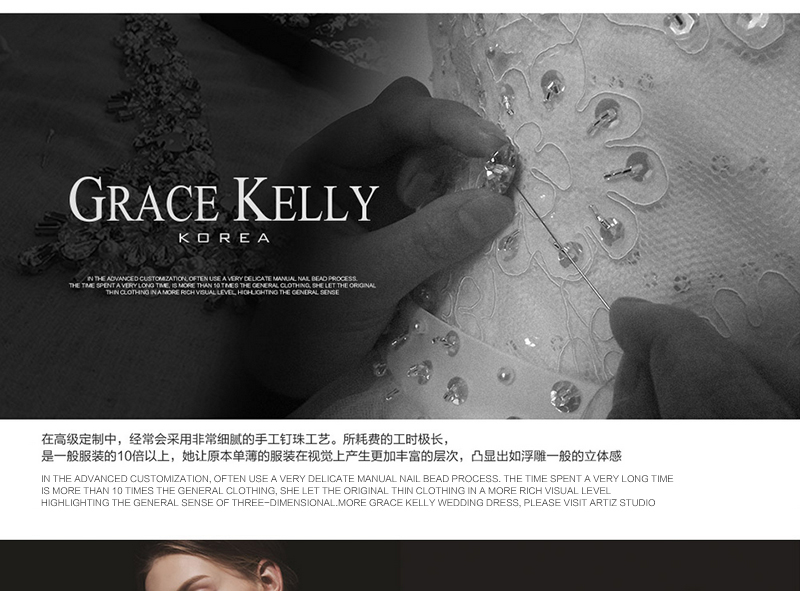 GRACE KELLY
KOREA
IN THE ADVANCED CUSTOMIZATION, OFTEN USE A VERY DELICATE MANUAL NAIL BEAD PROCESS.
THE TIME SPENT A VERY LONG TIME, IS MORE THAN 10 TIMES THE GENERAL CLOTHING, SHE LET THE ORIGINAL
THIN CLOTHING IN A MORE RICH VISUAL LEVEL, HIGHLIGHTING THE GENERAL SENSE
在高级定制中，经常会采用非常细腻的手工钉珠工艺。所耗费的工时极长，
是一般服装的10倍以上，她让原本单薄的服装在视觉上产生更加丰富的层次，凸显出如浮雕一般的立体感
IN THE ADVANCED CUSTOMIZATION, OFTEN USE A VERY DELICATE MANUAL NAIL BEAD PROCESS. THE TIME SPENT A VERY LONG TIME
IS MORE THAN 10 TIMES THE GENERAL CLOTHING, SHE LET THE ORIGINAL THIN CLOTHING IN A MORE RICH VISUAL LEVEL
HIGHLIGHTING THE GENERAL SENSE OF THREE-DIMENSIONAL.MORE GRACE KELLY WEDDING DRESS, PLEASE VISIT ARTIZ STUDIO